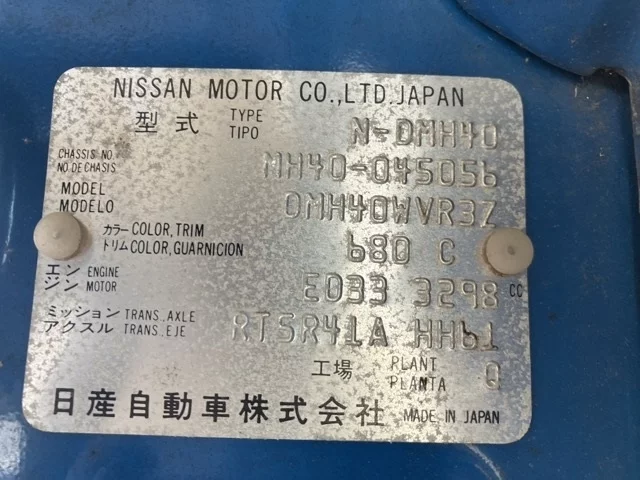 NISSAN MOTOR CO.,LTD.JAPAN
型式 TYPE TIPO N-DMH40
CHASSIS NO NO DE CHASIS MH40-045056
MODEL MODELO DMH40WVR3Z
カラー COLOR, TRIM
トリム COLOR, GUARNICION 680 C
エン ENGINE
ジン MOTOR ED33 3298 CC
ミッション TRANS., AXLE
アクスル TRANS., EJE RT5R41A HH61
工場 PLANT PLANTA Q
日産自動車株式会社 MADE IN JAPAN